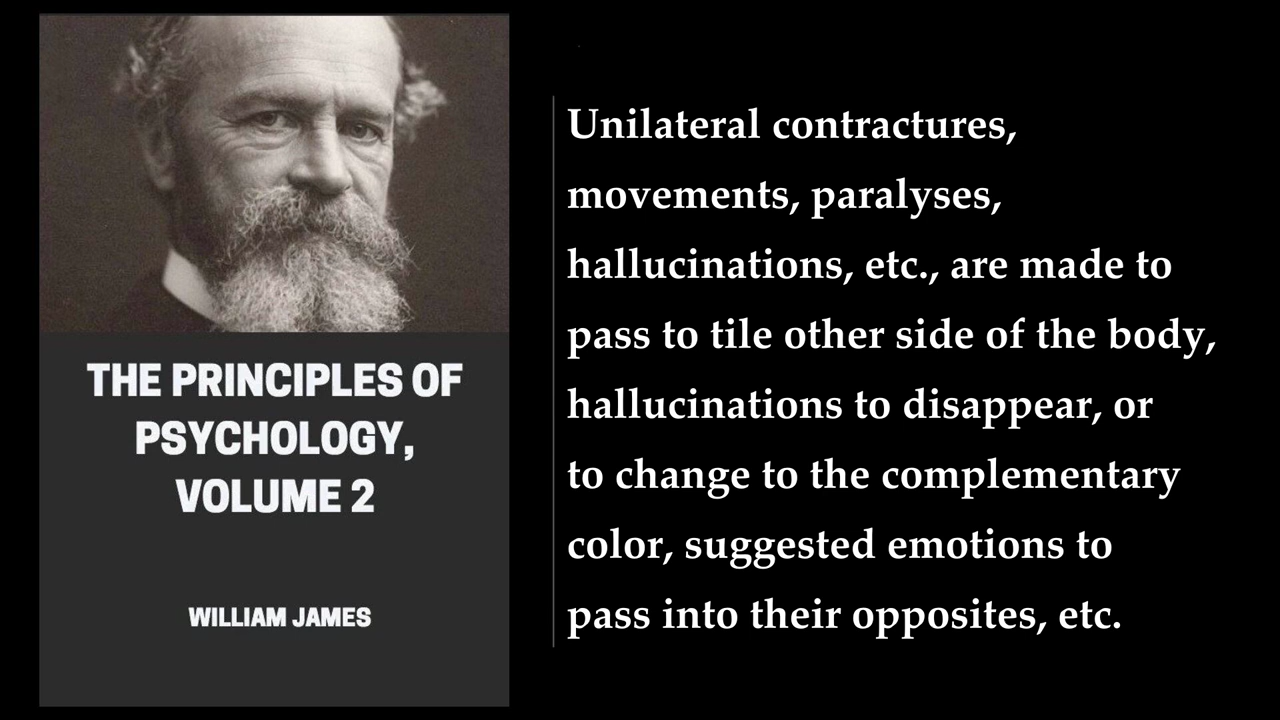 THE PRINCIPLES OF
PSYCHOLOGY,
VOLUME 2
WILLIAM JAMES
Unilateral contractures,
movements, paralyses,
hallucinations, etc., are made to
pass to tile other side of the body,
hallucinations to disappear, or
to change to the complementary
color, suggested emotions to
pass into their opposites, etc.